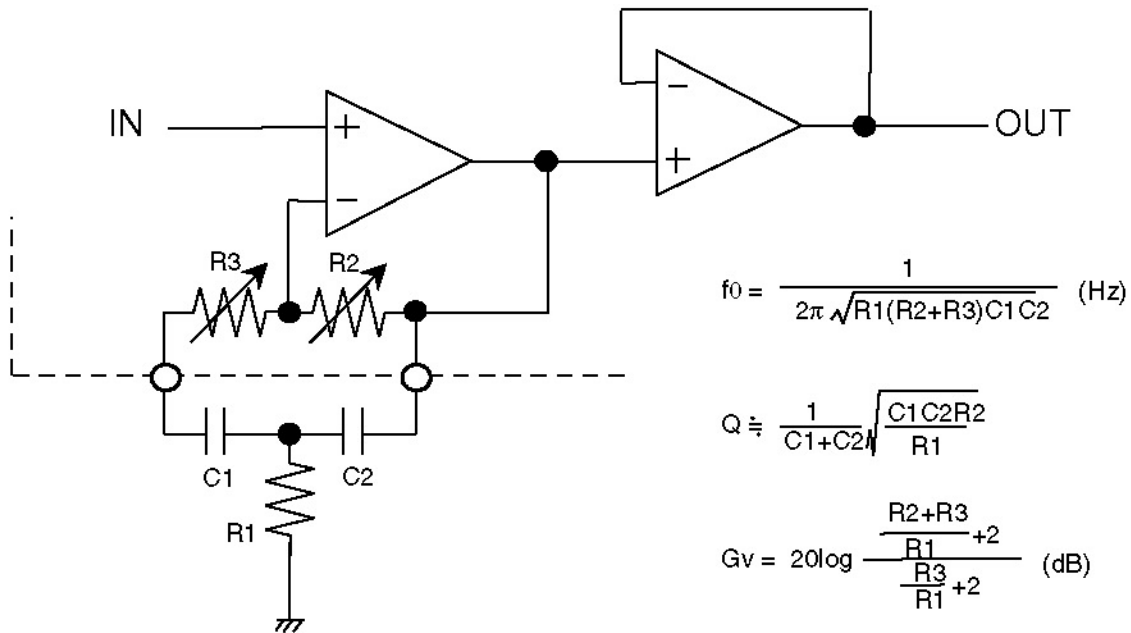 IN
+
−
−
+
OUT
R3
R2
C1
C2
R1
f0 = 1 / 2π √R1(R2+R3)C1C2 (Hz)
Q ≒ 1 / C1+C2 √C1C2R2 / R1
Gv = 20log R2+R3 / R1 +2 / R3 / R1 +2 (dB)